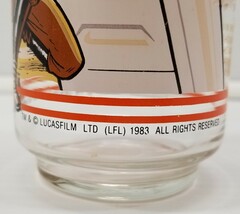 TM & © LUCASFILM LTD (LFL) 1983 ALL RIGHTS RESERVED